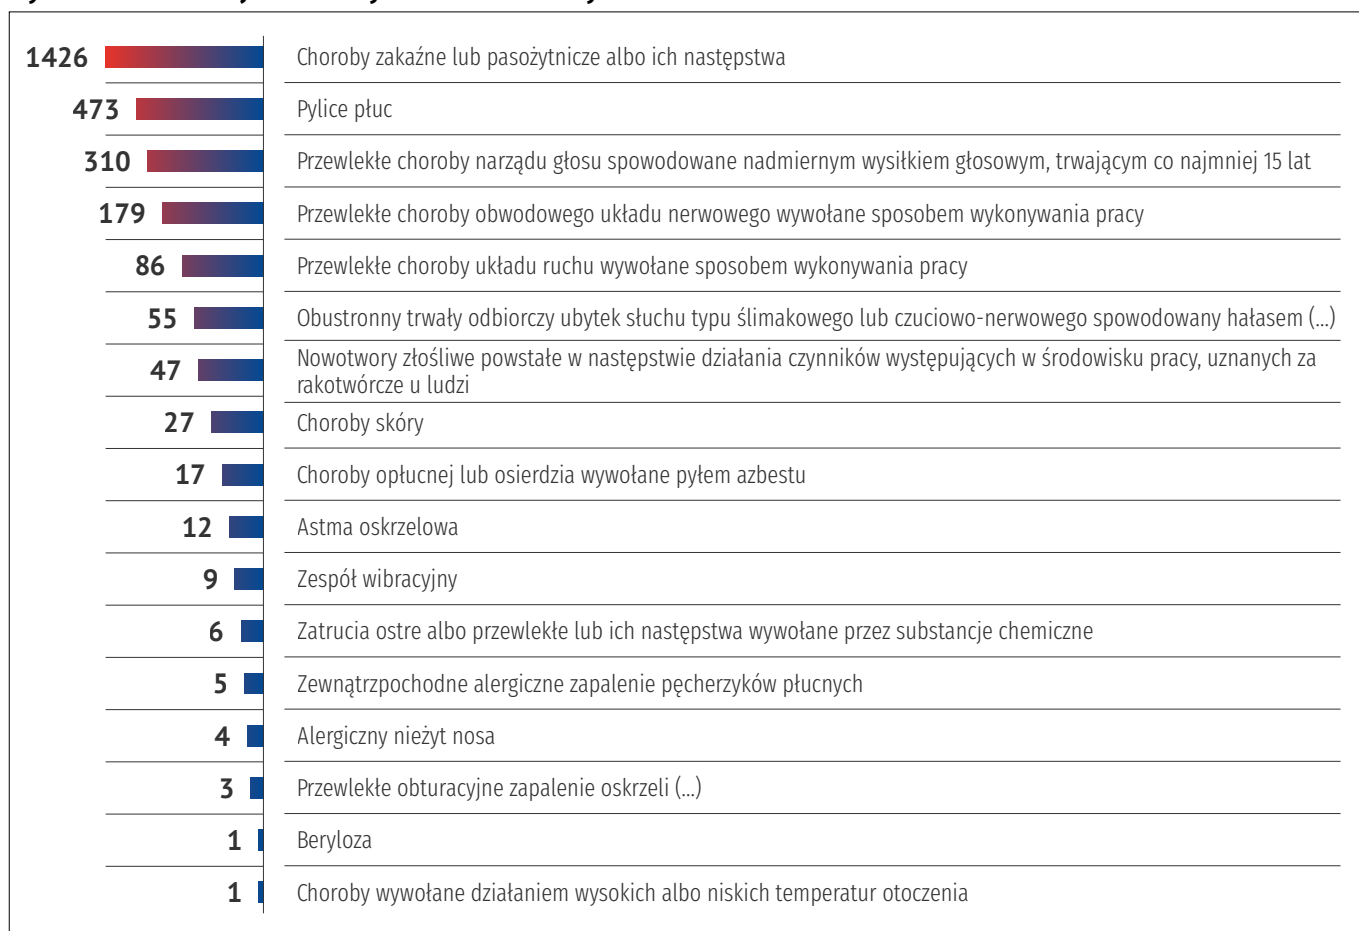 1426 Choroby zakaźne lub pasożytnicze albo ich następstwa
473 Pylice płuc
310 Przewlekłe choroby narządu głosu spowodowane nadmiernym wysiłkiem głosowym, trwającym co najmniej 15 lat
179 Przewlekłe choroby obwodowego układu nerwowego wywołane sposobem wykonywania pracy
86 Przewlekłe choroby układu ruchu wywołane sposobem wykonywania pracy
55 Obustronny trwały odbiorczy ubytek słuchu typu ślimakowego lub czuciowo-nerwowego spowodowany hałasem (...)
47 Nowotwory złośliwe powstałe w następstwie działania czynników występujących w środowisku pracy, uznanych za
rakotwórcze u ludzi
27 Choroby skóry
17 Choroby opłucnej lub osierdzia wywołane pyłem azbestu
12 Astma oskrzelowa
9 Zespół wibracyjny
6 Zatrucia ostre albo przewlekłe lub ich następstwa wywołane przez substancje chemiczne
5 Zewnątrzpochodne alergiczne zapalenie pęcherzyków płucnych
4 Alergiczny nieżyt nosa
3 Przewlekłe obturacyjne zapalenie oskrzeli (...)
1 Beryloza
1 Choroby wywołane działaniem wysokich albo niskich temperatur otoczenia